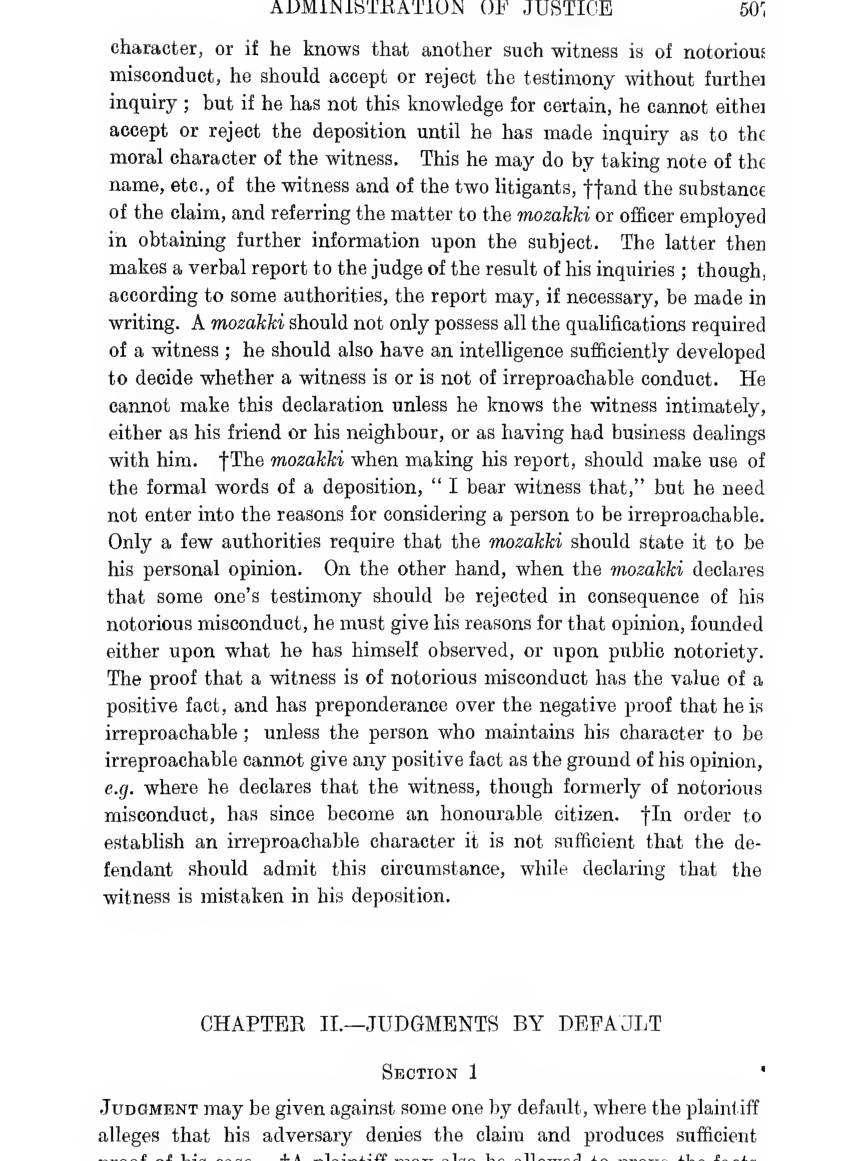 ADMINISTRATION OF JUSTICE 507
character, or if he knows that another such witness is of notorious
misconduct, he should accept or reject the testimony without further
inquiry ; but if he has not this knowledge for certain, he cannot either
accept or reject the deposition until he has made inquiry as to the
moral character of the witness. This he may do by taking note of the
name, etc., of the witness and of the two litigants, ††and the substance
of the claim, and referring the matter to the mozakki or officer employed
in obtaining further information upon the subject. The latter then
makes a verbal report to the judge of the result of his inquiries ; though,
according to some authorities, the report may, if necessary, be made in
writing. A mozakki should not only possess all the qualifications required
of a witness ; he should also have an intelligence sufficiently developed
to decide whether a witness is or is not of irreproachable conduct. He
cannot make this declaration unless he knows the witness intimately,
either as his friend or his neighbour, or as having had business dealings
with him. †The mozakki when making his report, should make use of
the formal words of a deposition, “ I bear witness that,” but he need
not enter into the reasons for considering a person to be irreproachable.
Only a few authorities require that the mozakki should state it to be
his personal opinion. On the other hand, when the mozakki declares
that some one’s testimony should be rejected in consequence of his
notorious misconduct, he must give his reasons for that opinion, founded
either upon what he has himself observed, or upon public notoriety.
The proof that a witness is of notorious misconduct has the value of a
positive fact, and has preponderance over the negative proof that he is
irreproachable ; unless the person who maintains his character to be
irreproachable cannot give any positive fact as the ground of his opinion,
e.g. where he declares that the witness, though formerly of notorious
misconduct, has since become an honourable citizen. †In order to
establish an irreproachable character it is not sufficient that the de-
fendant should admit this circumstance, while declaring that the
witness is mistaken in his deposition.
CHAPTER II.—JUDGMENTS BY DEFAULT
SECTION 1
JUDGMENT may be given against some one by default, where the plaintiff
alleges that his adversary denies the claim and produces sufficient
proof of his case. †A plaintiff may also be allowed to prove the facts